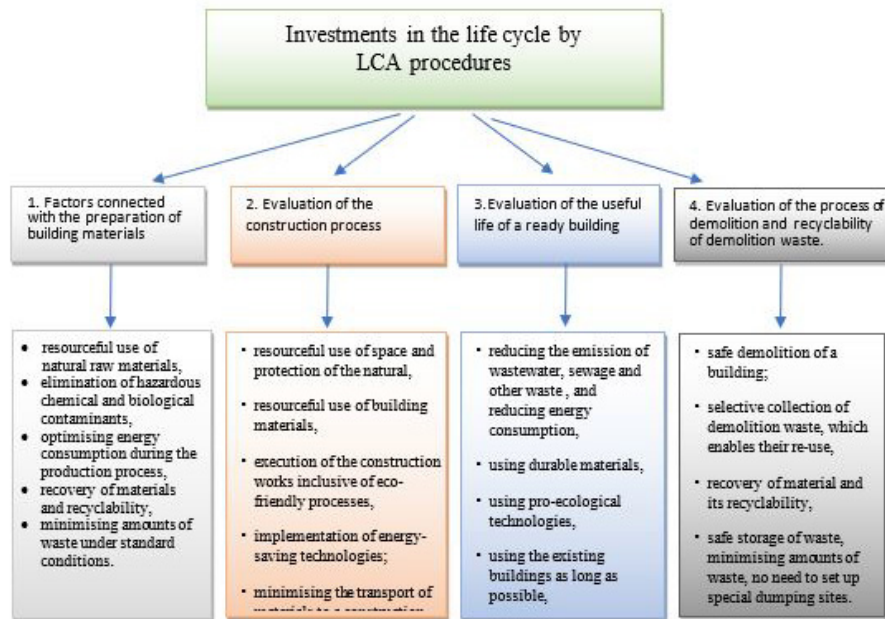 Investments in the life cycle by
LCA procedures
1. Factors connected
with the preparation of
building materials
2. Evaluation of the
construction process
3.Evaluation of the useful
life of a ready building
4. Evaluation of the process of
demolition and recyclability
of demolition waste.
• resourceful use of
natural raw materials,
• elimination of hazardous
chemical and biological
contaminants,
• optimising energy
consumption during the
production process,
• recovery of materials
and recyclability,
• minimising amounts of
waste under standard
conditions.
• resourceful use of space and
protection of the natural,
• resourceful use of building
materials,
• execution of the construction
works inclusive of eco-
friendly processes,
• implementation of energy-
saving technologies;
• minimising the transport of
materials to a construction
• reducing the emission of
wastewater, sewage and
other waste , and
reducing energy
consumption,
• using durable materials,
• using pro-ecological
technologies,
• using the existing
buildings as long as
possible,
• safe demolition of a
building;
• selective collection of
demolition waste, which
enables their re-use,
• recovery of material and
its recyclability,
• safe storage of waste,
minimising amounts of
waste, no need to set up
special dumping sites.